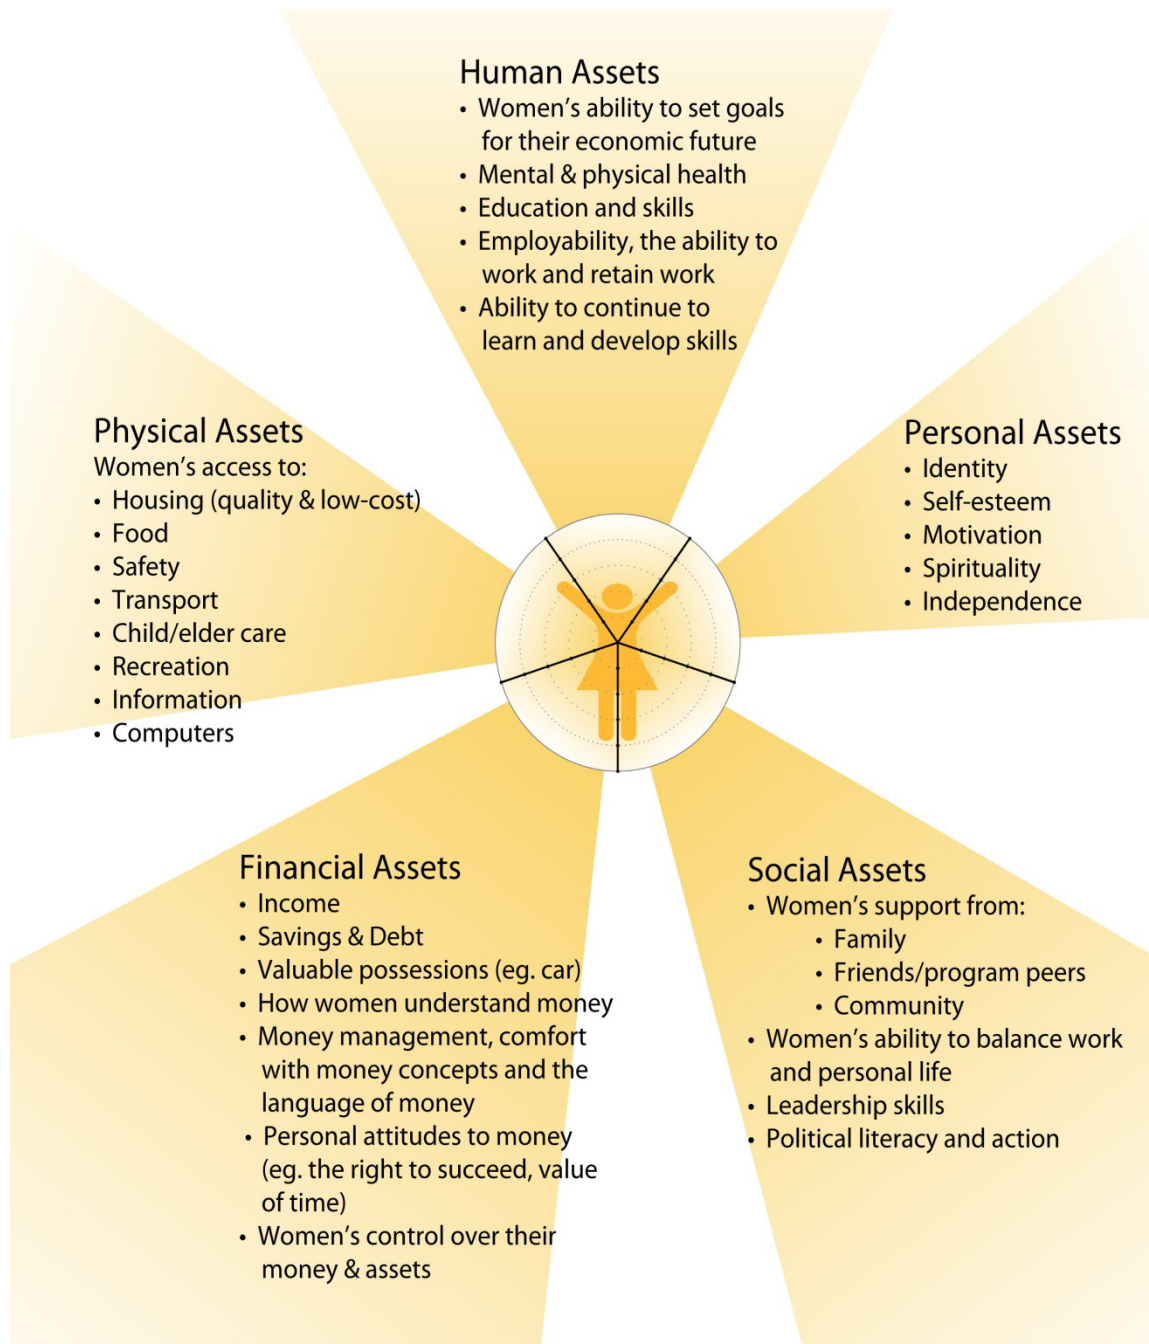 Human Assets
• Women’s ability to set goals
for their economic future
• Mental & physical health
• Education and skills
• Employability, the ability to
work and retain work
• Ability to continue to
learn and develop skills
Physical Assets
Women’s access to:
• Housing (quality & low-cost)
• Food
• Safety
• Transport
• Child/elder care
• Recreation
• Information
• Computers
Personal Assets
• Identity
• Self-esteem
• Motivation
• Spirituality
• Independence
Financial Assets
• Income
• Savings & Debt
• Valuable possessions (eg. car)
• How women understand money
• Money management, comfort
with money concepts and the
language of money
• Personal attitudes to money
(eg. the right to succeed, value
of time)
• Women’s control over their
money & assets
Social Assets
• Women’s support from:
• Family
• Friends/program peers
• Community
• Women’s ability to balance work
and personal life
• Leadership skills
• Political literacy and action